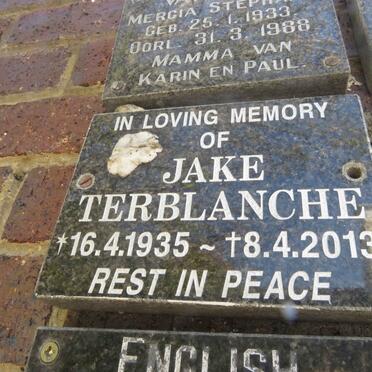 MERCIA
GEB. 25.1.1933
OORL. 31.3 1988
MAMMA VAN
KARIN EN PAUL.
IN LOVING MEMORY
OF
JAKE
TERBLANCHE
*16.4.1935 ~ †8.4.2013
REST IN PEACE
ENGLISH